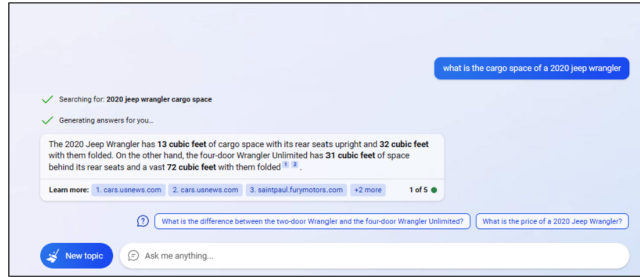 what is the cargo space of a 2020 jeep wrangler
Searching for: 2020 jeep wrangler cargo space
Generating answers for you...
The 2020 Jeep Wrangler has 13 cubic feet of cargo space with its rear seats upright and 32 cubic feet
with them folded. On the other hand, the four-door Wrangler Unlimited has 31 cubic feet of space
behind its rear seats and a vast 72 cubic feet with them folded 1 2 .
Learn more: 1. cars.usnews.com 2. cars.usnews.com 3. saintpaul.furymotors.com +2 more 1 of 5
What is the difference between the two-door Wrangler and the four-door Wrangler Unlimited? What is the price of a 2020 Jeep Wrangler?
New topic Ask me anything...